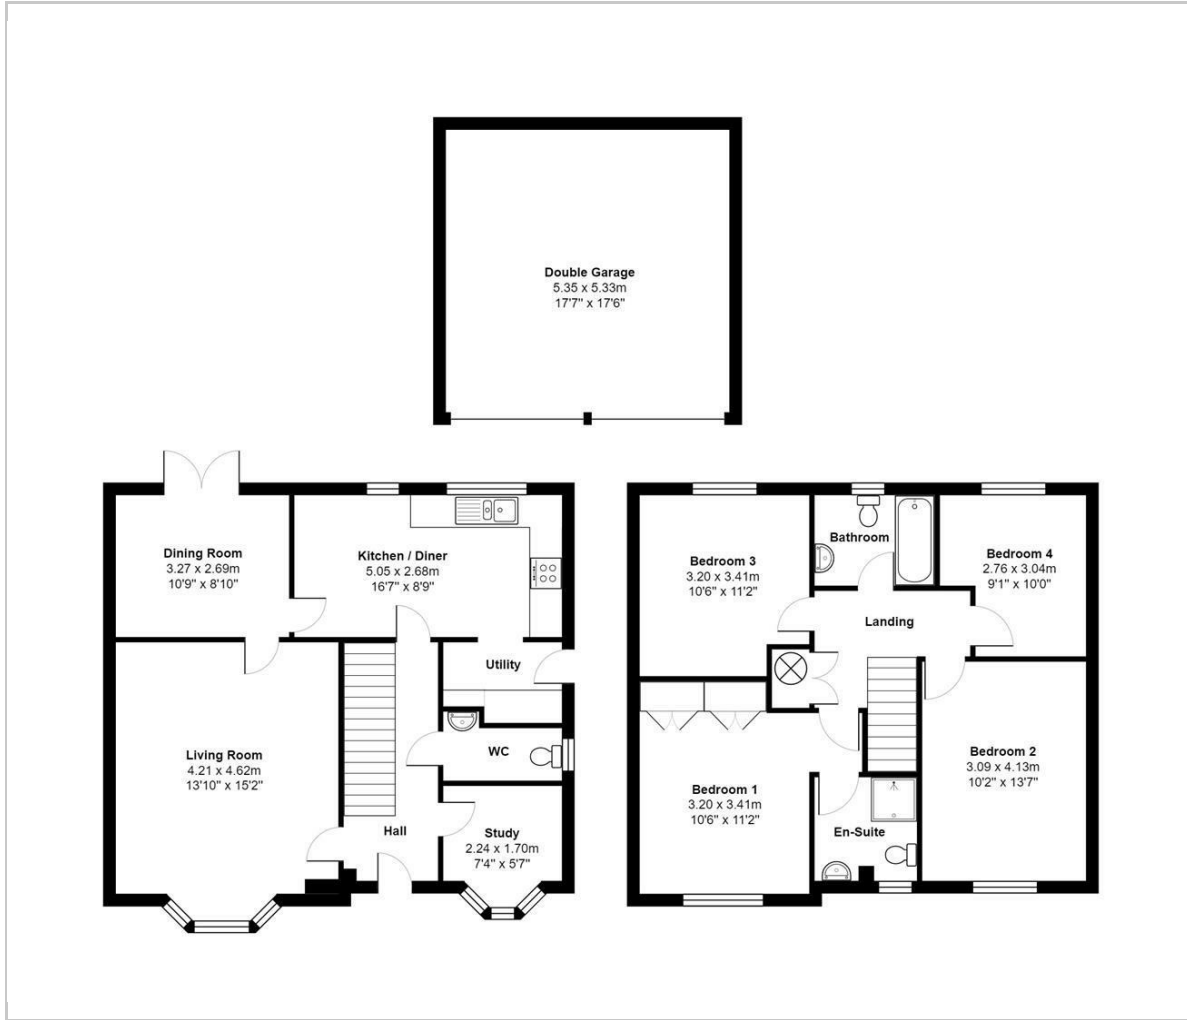 Double Garage
5.35 x 5.33m
17'7" x 17'6"
Dining Room
3.27 x 2.69m
10'9" x 8'10"
Kitchen / Diner
5.05 x 2.68m
16'7" x 8'9"
Utility
Living Room
4.21 x 4.62m
13'10" x 15'2"
WC
Hall
Study
2.24 x 1.70m
7'4" x 5'7"
Bedroom 3
3.20 x 3.41m
10'6" x 11'2"
Bathroom
Bedroom 4
2.76 x 3.04m
9'1" x 10'0"
Landing
Bedroom 1
3.20 x 3.41m
10'6" x 11'2"
Bedroom 2
3.09 x 4.13m
10'2" x 13'7"
En-Suite